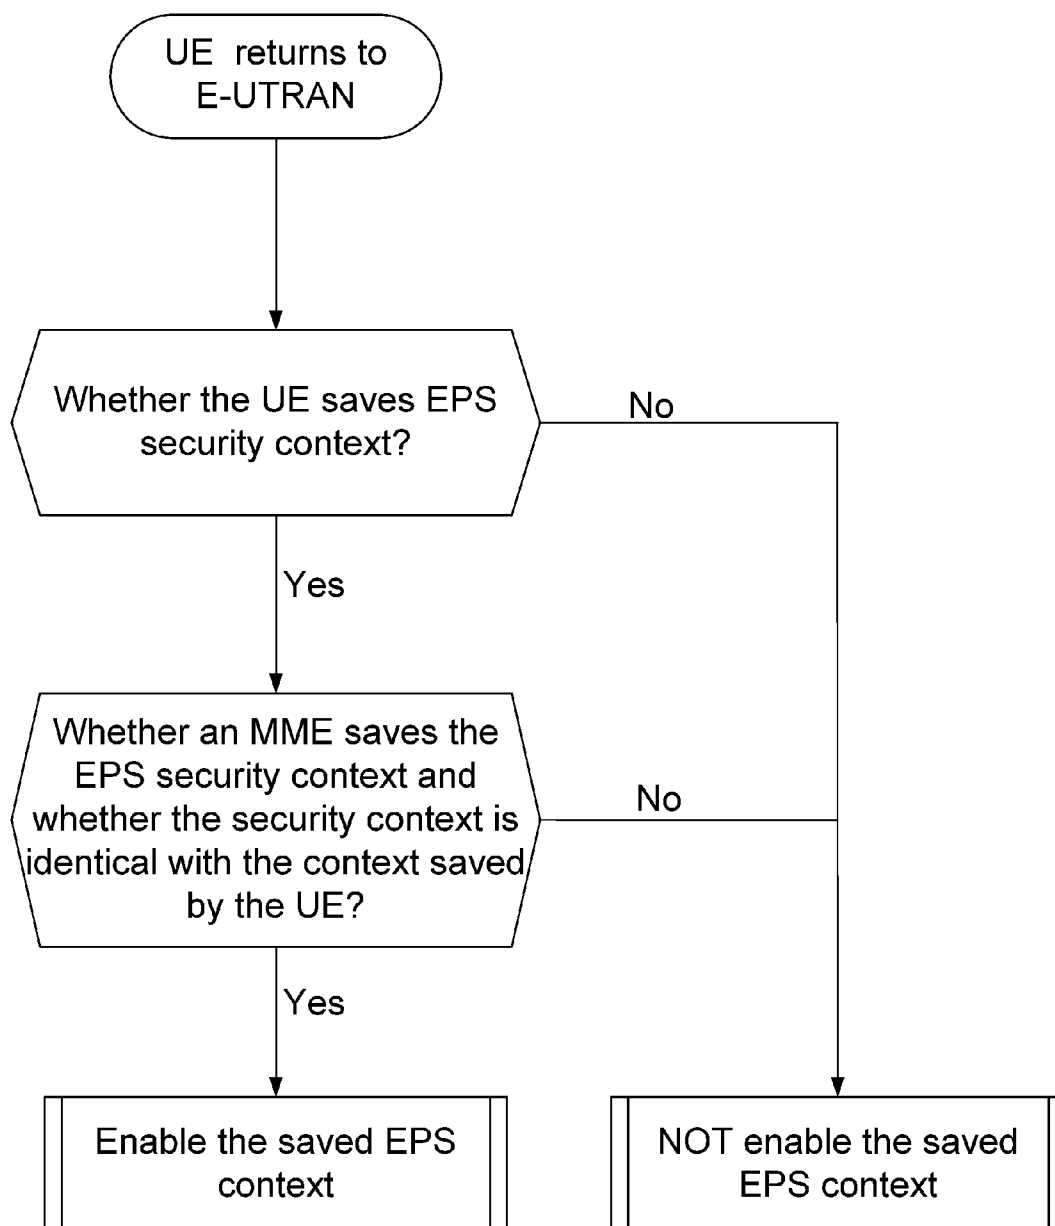 UE returns to
E-UTRAN
Whether the UE saves EPS
security context?
No
Yes
Whether an MME saves the
EPS security context and
whether the security context is
identical with the context saved
by the UE?
No
Yes
Enable the saved EPS
context
NOT enable the saved
EPS context